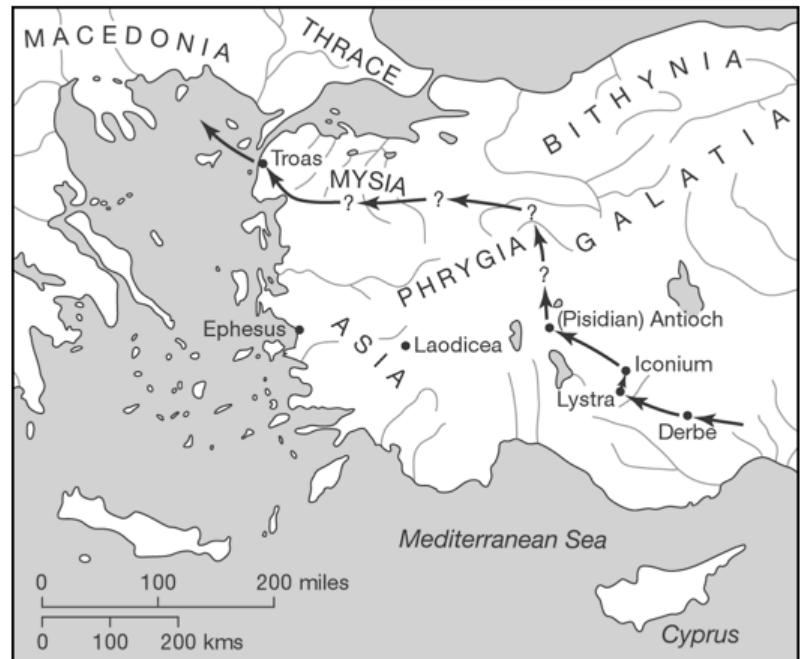 MACEDONIA
THRACE
BITHYNIA
GALATIA
Troas
MYSIA
?
?
?
PHRYGIA
?
(Pisidian) Antioch
Ephesus
ASIA
Laodicea
Iconium
Lystra
Derbe
Mediterranean Sea
0 100 200 miles
0 100 200 kms
Cyprus